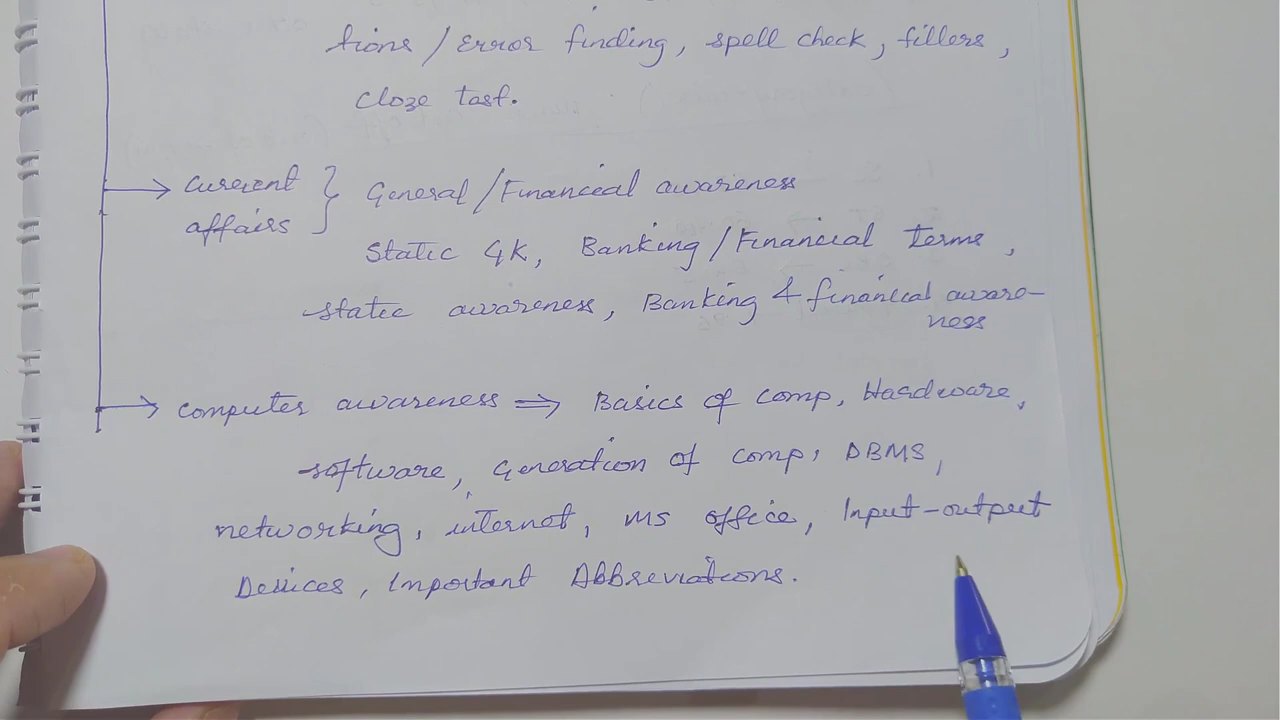 tions / Error finding, spell check, fillers,
Cloze test.
Current
affairs
General / Financial awareness
Static GK, Banking / Financial Terms,
static awareness, Banking & financial aware-
ness
Computer awareness ⇒ Basics of comp, Hardware,
software, Generation of comp, DBMS,
networking, internet, MS office, Input-output
Devices, Important Abbreviations.